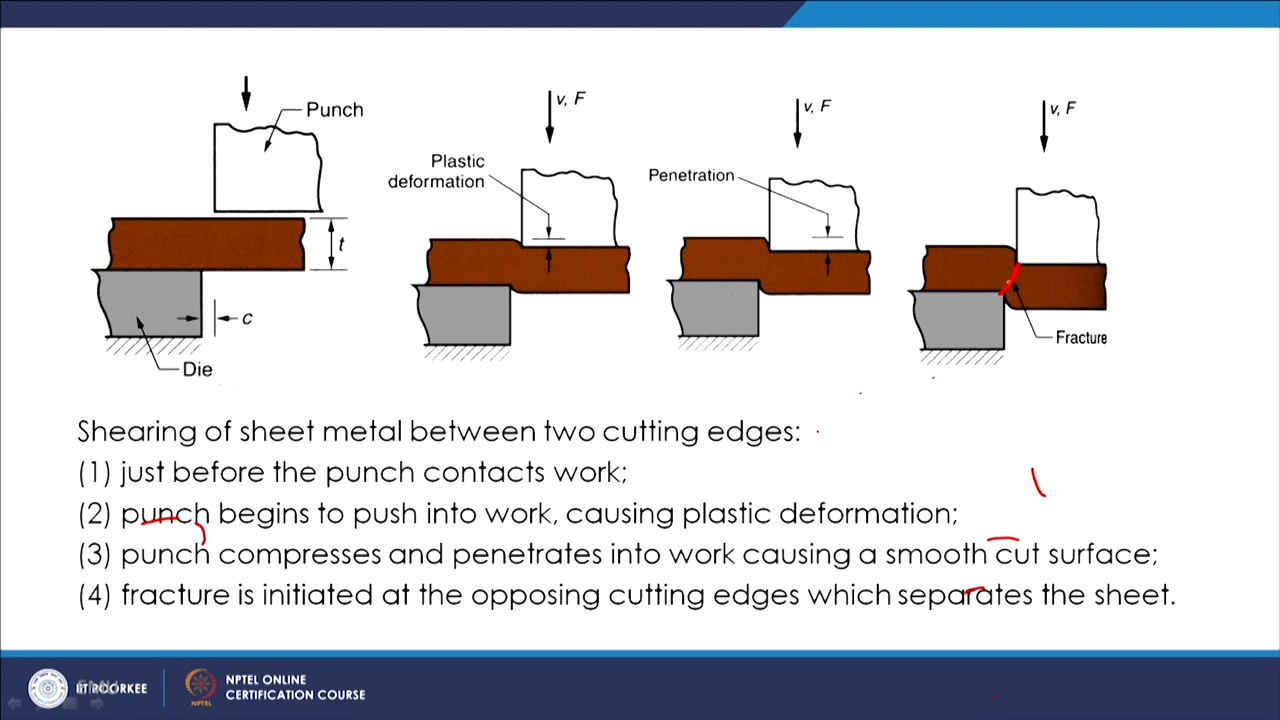 Punch
v, F
v, F
v, F
Plastic
deformation
Penetration
t
c
Fracture
Die
Shearing of sheet metal between two cutting edges:
(1) just before the punch contacts work;
(2) punch begins to push into work, causing plastic deformation;
(3) punch compresses and penetrates into work causing a smooth cut surface;
(4) fracture is initiated at the opposing cutting edges which separates the sheet.
IIT ROORKEE
NPTEL
NPTEL ONLINE
CERTIFICATION COURSE